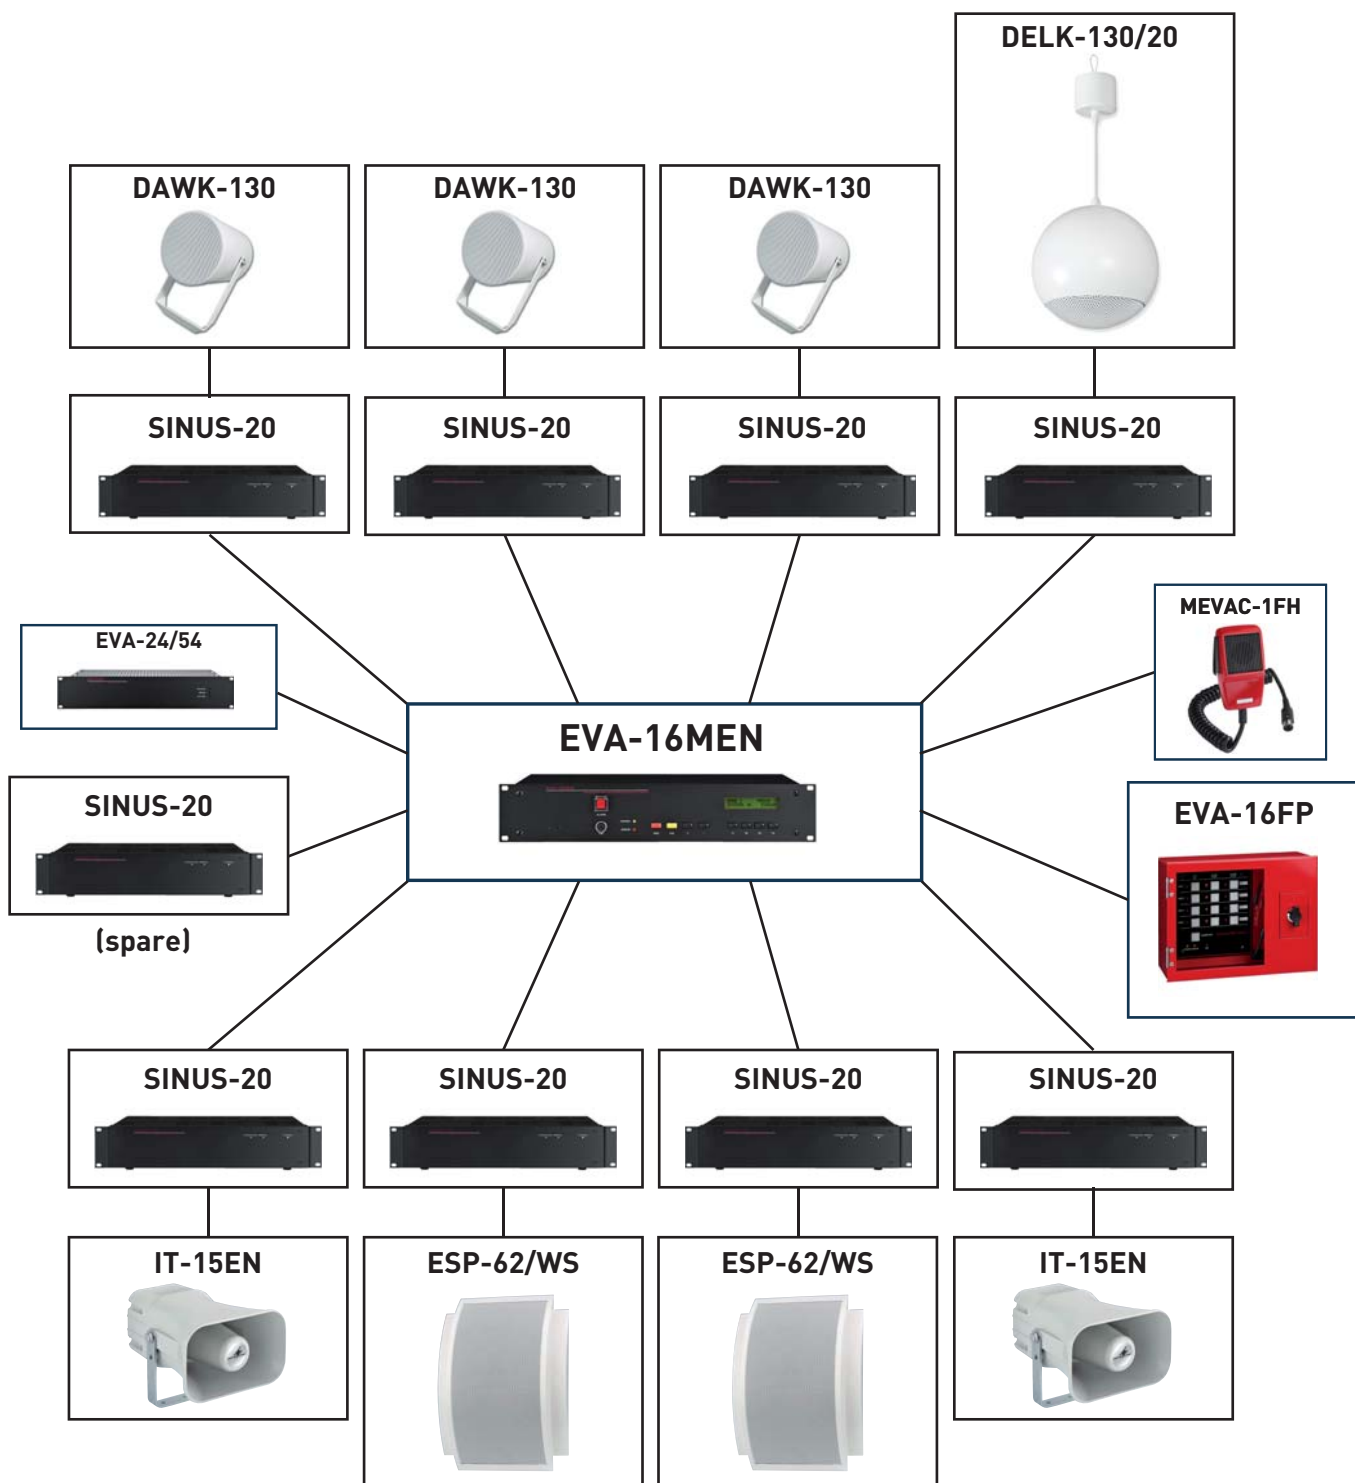 DELK-130/20
DAWK-130
DAWK-130
DAWK-130
SINUS-20
SINUS-20
SINUS-20
SINUS-20
MEVAC-1FH
EVA-24/54
EVA-16MEN
SINUS-20
EVA-16FP
(spare)
SINUS-20
SINUS-20
SINUS-20
SINUS-20
IT-15EN
ESP-62/WS
ESP-62/WS
IT-15EN